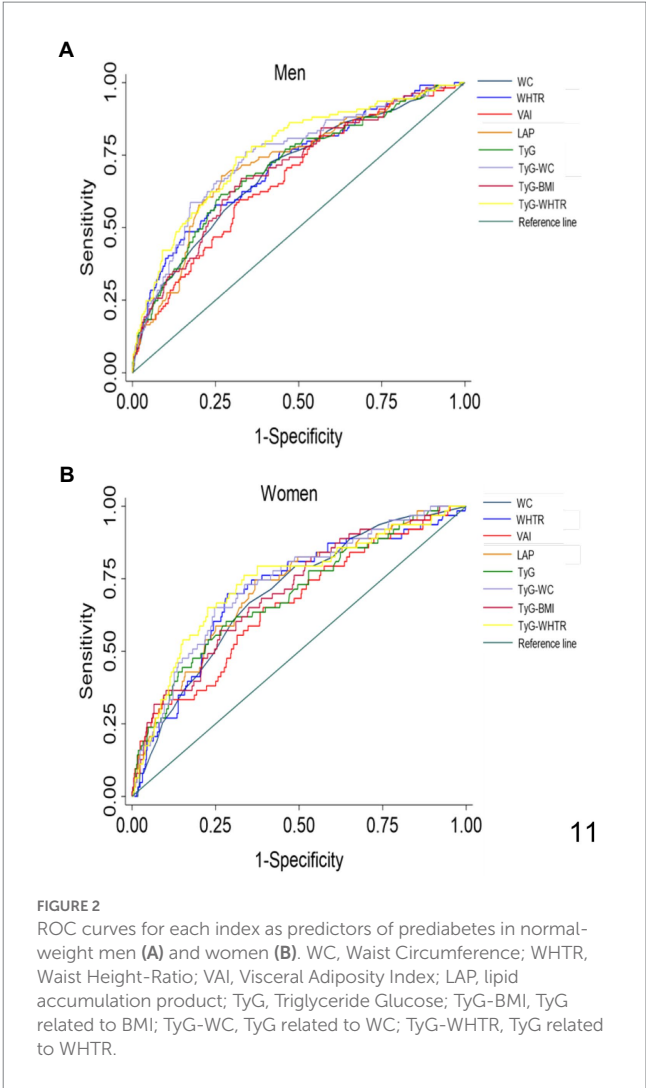 A
Men
1.00
0.75
0.50
0.25
0.00
Sensitivity
0.00 0.25 0.50 0.75 1.00
1-Specificity
WC
WHTR
VAI
LAP
TyG
TyG-WC
TyG-BMI
TyG-WHTR
Reference line
B
Women
1.00
0.75
0.50
0.25
0.00
Sensitivity
0.00 0.25 0.50 0.75 1.00
1-Specificity
WC
WHTR
VAI
LAP
TyG
TyG-WC
TyG-BMI
TyG-WHTR
Reference line
11
FIGURE 2
ROC curves for each index as predictors of prediabetes in normal-
weight men (A) and women (B). WC, Waist Circumference; WHTR,
Waist Height-Ratio; VAI, Visceral Adiposity Index; LAP, lipid
accumulation product; TyG, Triglyceride Glucose; TyG-BMI, TyG
related to BMI; TyG-WC, TyG related to WC; TyG-WHTR, TyG related
to WHTR.